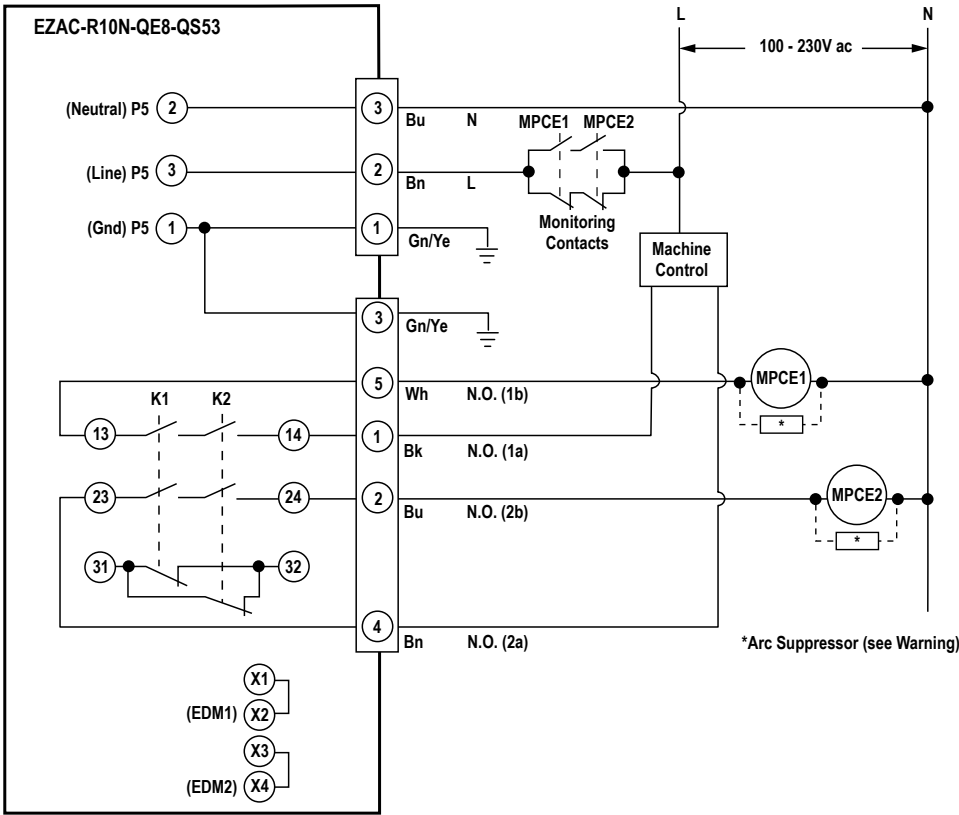 EZAC-R10N-QE8-QS53
L
N
100 - 230V ac
(Neutral) P5 2
3
Bu N
MPCE1 MPCE2
(Line) P5 3
2
Bn L
Monitoring
Contacts
(Gnd) P5 1
1
Gn/Ye
Machine
Control
3
Gn/Ye
5
Wh N.O. (1b)
MPCE1
*
K1 K2
13
14
1
Bk N.O. (1a)
23
24
2
Bu N.O. (2b)
MPCE2
*
31
32
4
Bn N.O. (2a)
*Arc Suppressor (see Warning)
X1
(EDM1) X2
X3
(EDM2) X4